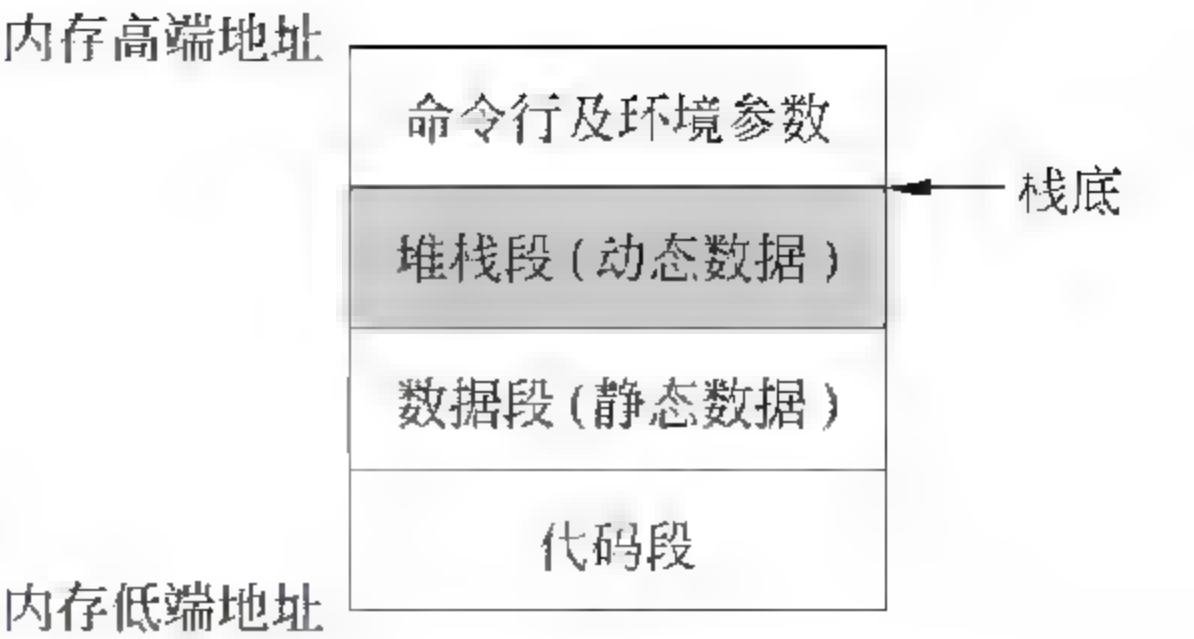 内存高端地址
命令行及环境参数
栈底
堆栈段(动态数据)
数据段(静态数据)
代码段
内存低端地址